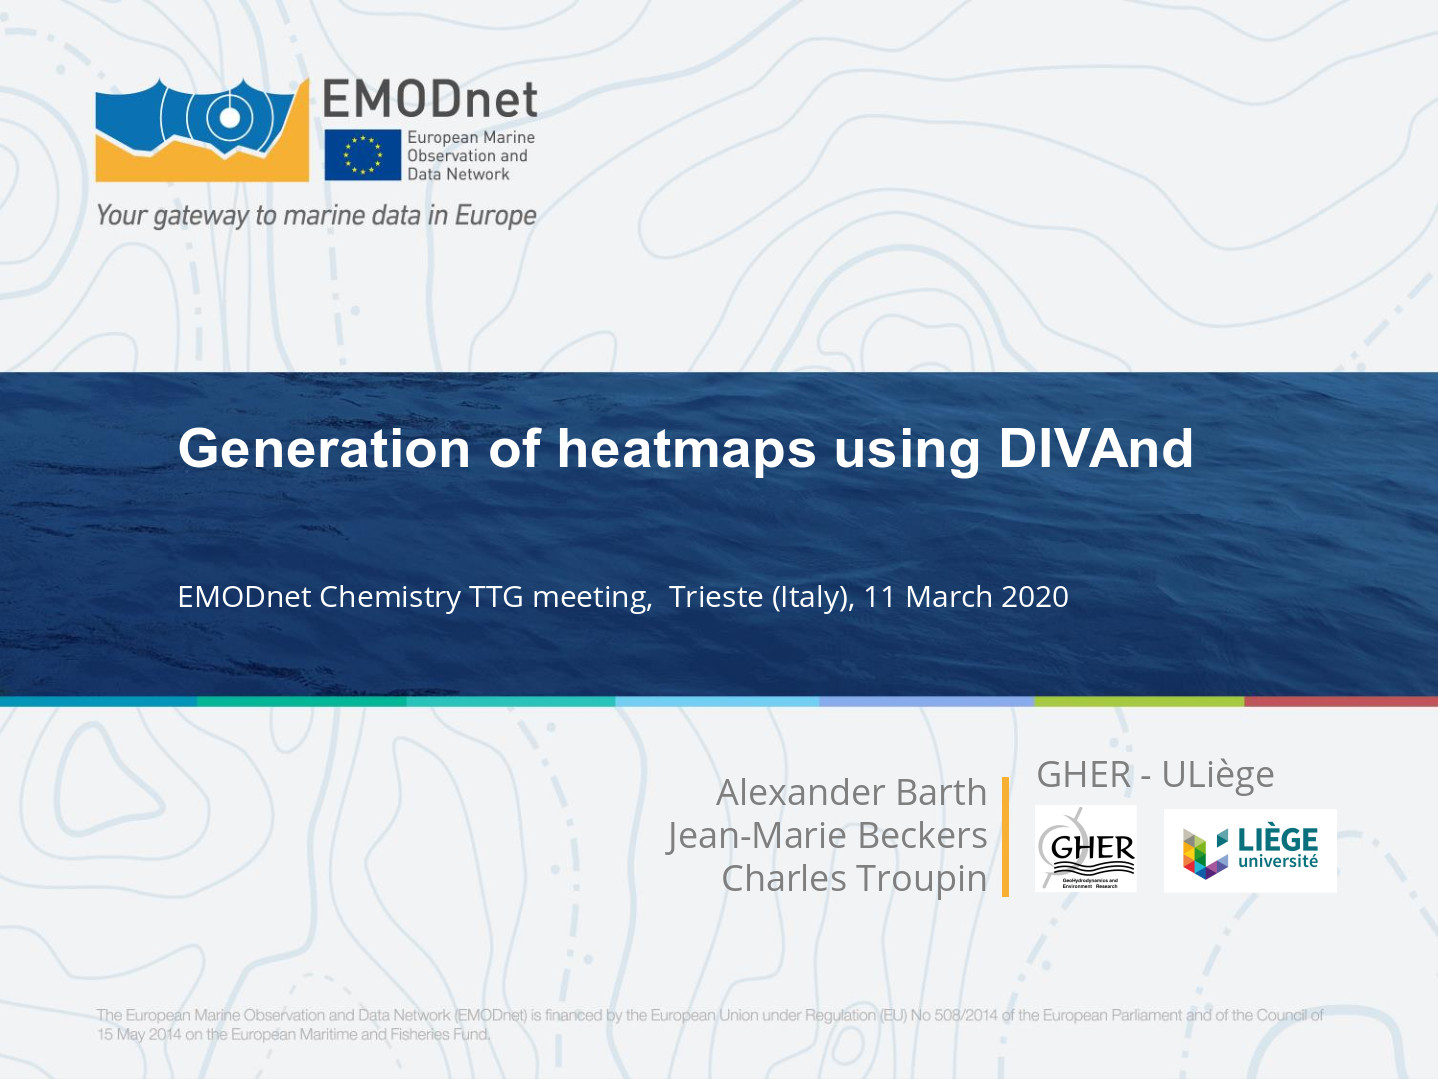 EMODnet
European Marine
Observation and
Data Network
Your gateway to marine data in Europe
Generation of heatmaps using DIVAnd
EMODnet Chemistry TTG meeting,  Trieste (Italy), 11 March 2020
Alexander Barth
Jean-Marie Beckers
Charles Troupin
GHER - ULiège
GHER
GeoHydrodynamics and
Environment Research
LIÈGE
université
The European Marine Observation and Data Network (EMODnet) is financed by the European Union under Regulation (EU) No 508/2014 of the European Parliament and of the Council of
15 May 2014 on the European Maritime and Fisheries Fund.